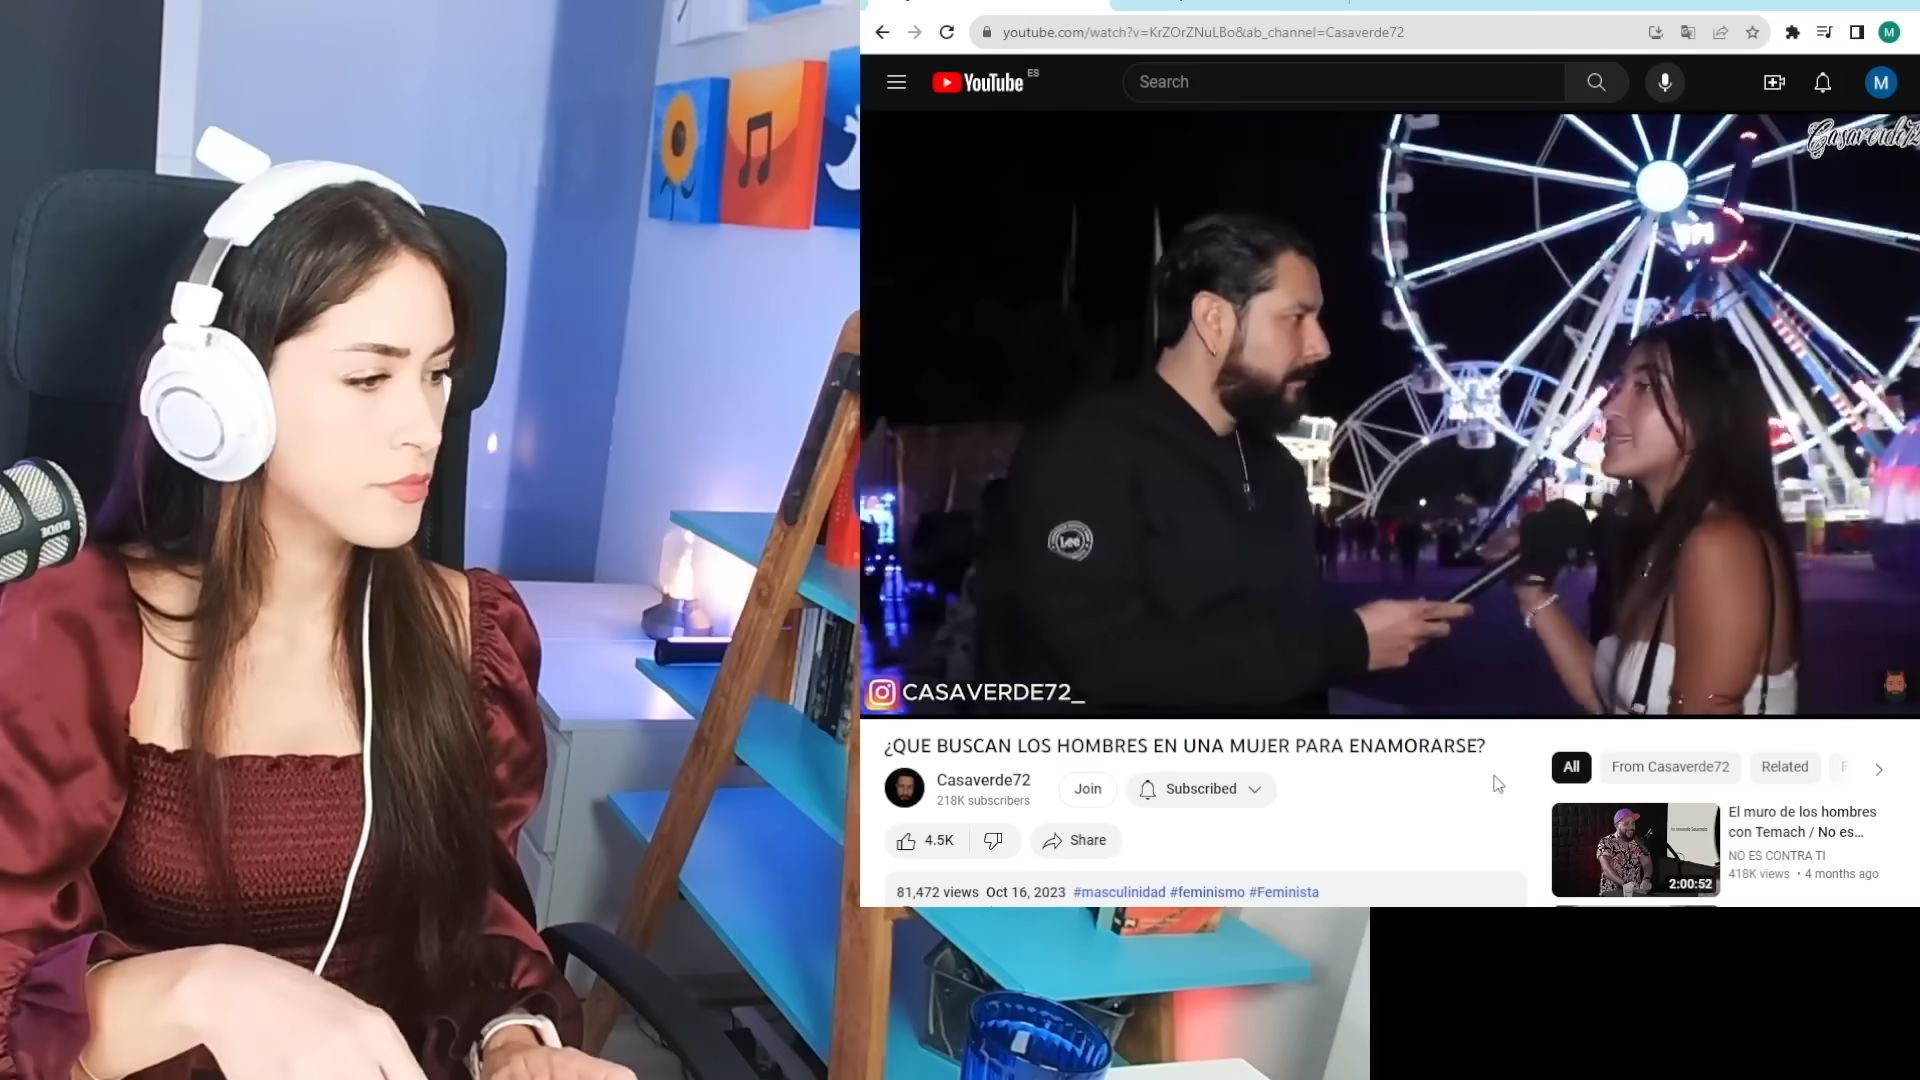 youtube.com/watch?v=KrZOrZNuLBo&ab_channel=Casaverde72
M
YouTube ES
Search
M
Casaverde72
Lee
RODE
CASAVERDE72_
¿QUE BUSCAN LOS HOMBRES EN UNA MUJER PARA ENAMORARSE?
Casaverde72
218K subscribers
Join
Subscribed
4.5K
Share
81,472 views Oct 16, 2023 #masculinidad #feminismo #Feminista
All
From Casaverde72
Related
El muro de los hombres
con Temach / No es...
NO ES CONTRA TI
418K views • 4 months ago
2:00:52